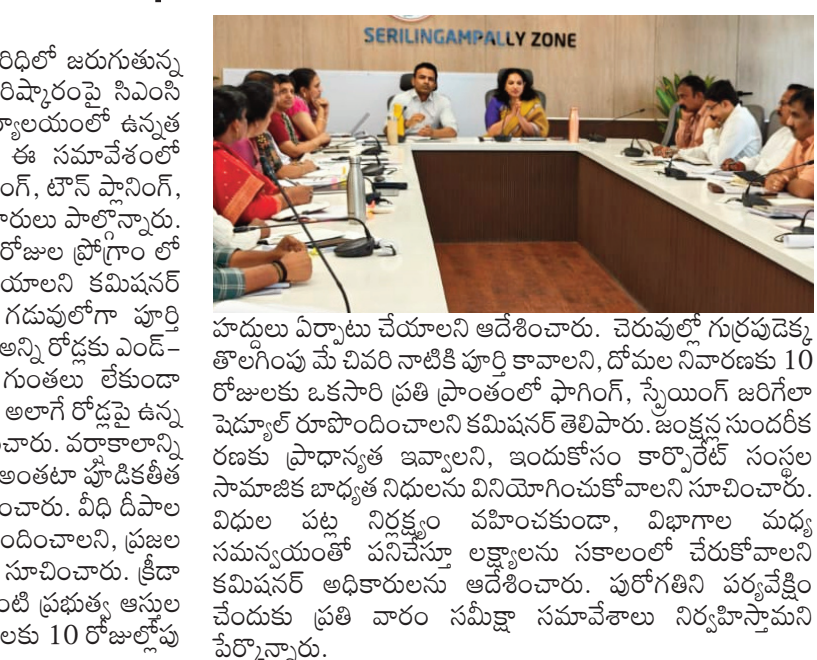 రిధిలో జరుగుతున్న
రిష్కారంపై సిఎంసి
ర్యాలయంలో ఉన్నత
ఈ సమావేశంలో
ంగ్, టౌన్ ప్లానింగ్,
ారులు పాల్గొన్నారు.
రోజుల ప్రోగ్రాం లో
యాలని కమిషనర్
గడువులోగా పూర్తి
అన్ని రోడ్లకు ఎండ్-
గుంతలు లేకుండా
అలాగే రోడ్లపై ఉన్న
ంచారు. వర్షాకాలాన్ని
అంతటా పూడికతీత
ంచారు. వీధి దీపాల
ందించాలని, ప్రజల
సూచించారు. క్రీడా
ంటి ప్రభుత్వ ఆస్తుల
లకు 10 రోజుల్లోపు
SERILINGAMPALLY ZONE
హద్దులు ఏర్పాటు చేయాలని ఆదేశించారు. చెరువుల్లో గుర్రపుడెక్క
తొలగింపు మే చివరి నాటికి పూర్తి కావాలని, దోమల నివారణకు 10
రోజులకు ఒకసారి ప్రతి ప్రాంతంలో ఫాగింగ్, స్ప్రేయింగ్ జరిగేలా
షెడ్యూల్ రూపొందించాలని కమిషనర్ తెలిపారు. జంక్షన్ల సుందరీక
రణకు ప్రాధాన్యత ఇవ్వాలని, ఇందుకోసం కార్పొరేట్ సంస్థల
సామాజిక బాధ్యత నిధులను వినియోగించుకోవాలని సూచించారు.
విధుల పట్ల నిర్లక్ష్యం వహించకుండా, విభాగాల మధ్య
సమన్వయంతో పనిచేస్తూ లక్ష్యాలను సకాలంలో చేరుకోవాలని
కమిషనర్ అధికారులను ఆదేశించారు. పురోగతిని పర్యవేక్షిం
చేందుకు ప్రతి వారం సమీక్షా సమావేశాలు నిర్వహిస్తామని
పేర్కొన్నారు.